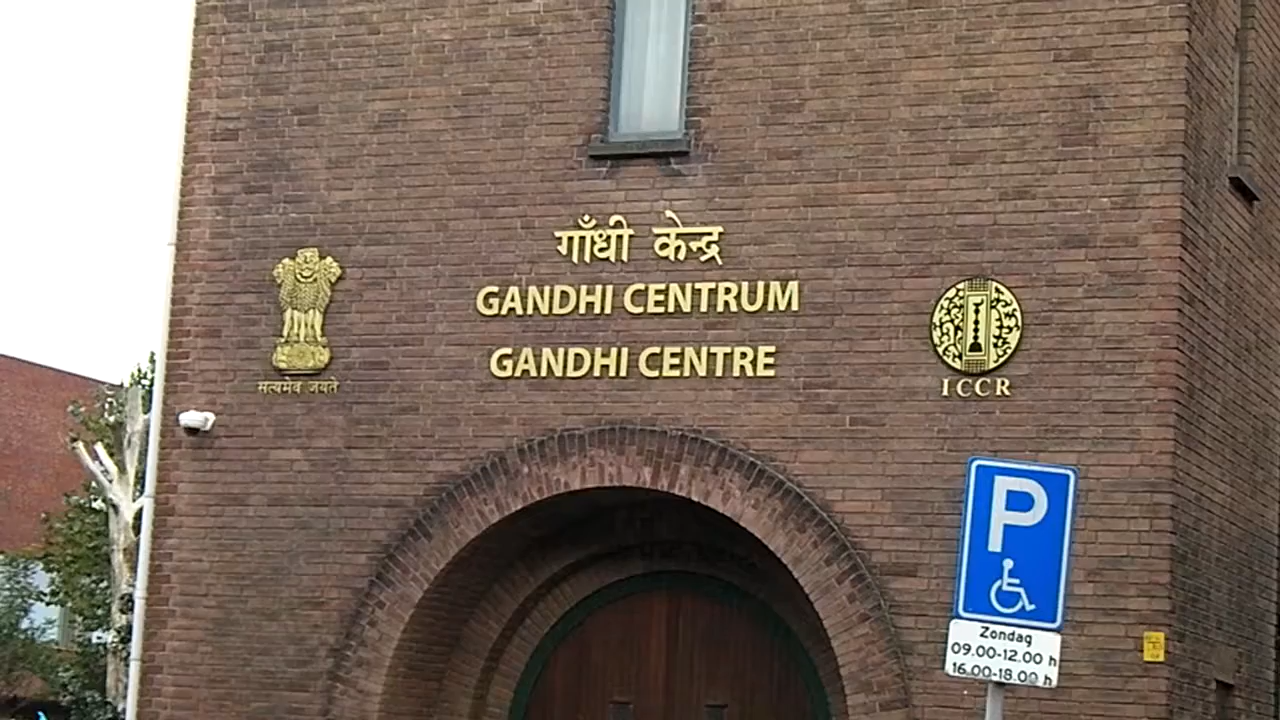 गाँधी केन्द्र
GANDHI CENTRUM
GANDHI CENTRE
सत्यमेव जयते
ICCR
P
Zondag
09.00-12.00 h
16.00-18.00 h